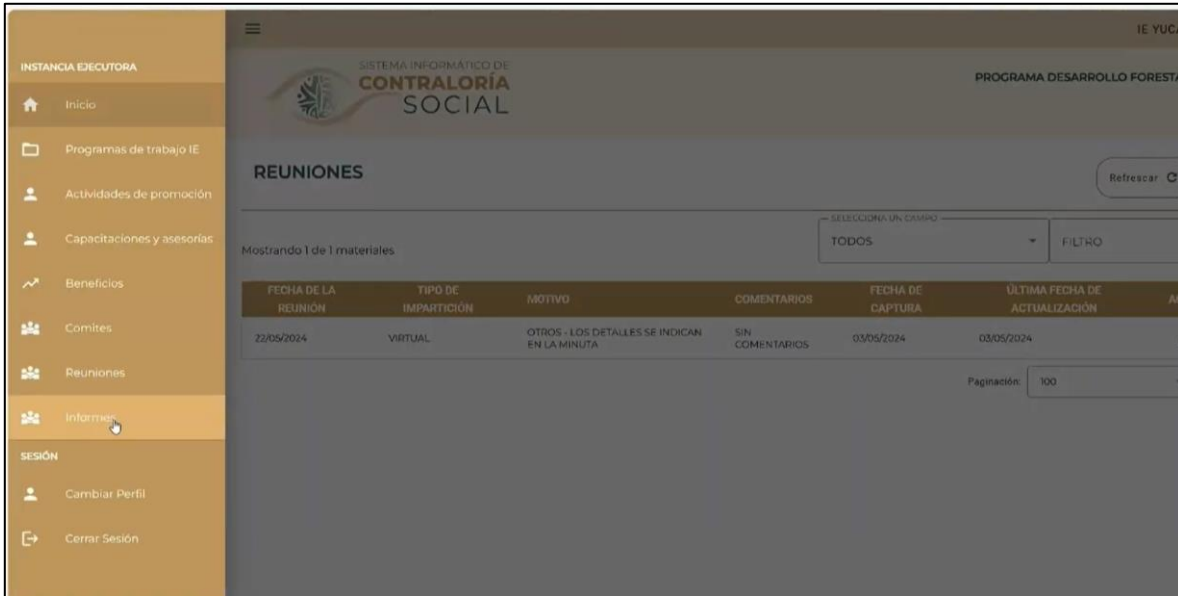 INSTANCIA EJECUTORA
Inicio
Programas de trabajo IE
Actividades de promoción
Capacitaciones y asesorías
Beneficios
Comites
Reuniones
Informes
SESIÓN
Cambiar Perfil
Cerrar Sesión
IE YUCA
SISTEMA INFORMÁTICO DE
CONTRALORÍA
SOCIAL
PROGRAMA DESARROLLO FORESTA
REUNIONES
Refrescar
SELECCIONA UN CAMPO
Mostrando 1 de 1 materiales
TODOS
FILTRO
FECHA DE LA REUNIÓN
TIPO DE IMPARTICIÓN
MOTIVO
COMENTARIOS
FECHA DE CAPTURA
ÚLTIMA FECHA DE ACTUALIZACIÓN
22/05/2024
VIRTUAL
OTROS - LOS DETALLES SE INDICAN
EN LA MINUTA
SIN
COMENTARIOS
03/05/2024
03/05/2024
Paginación: 100